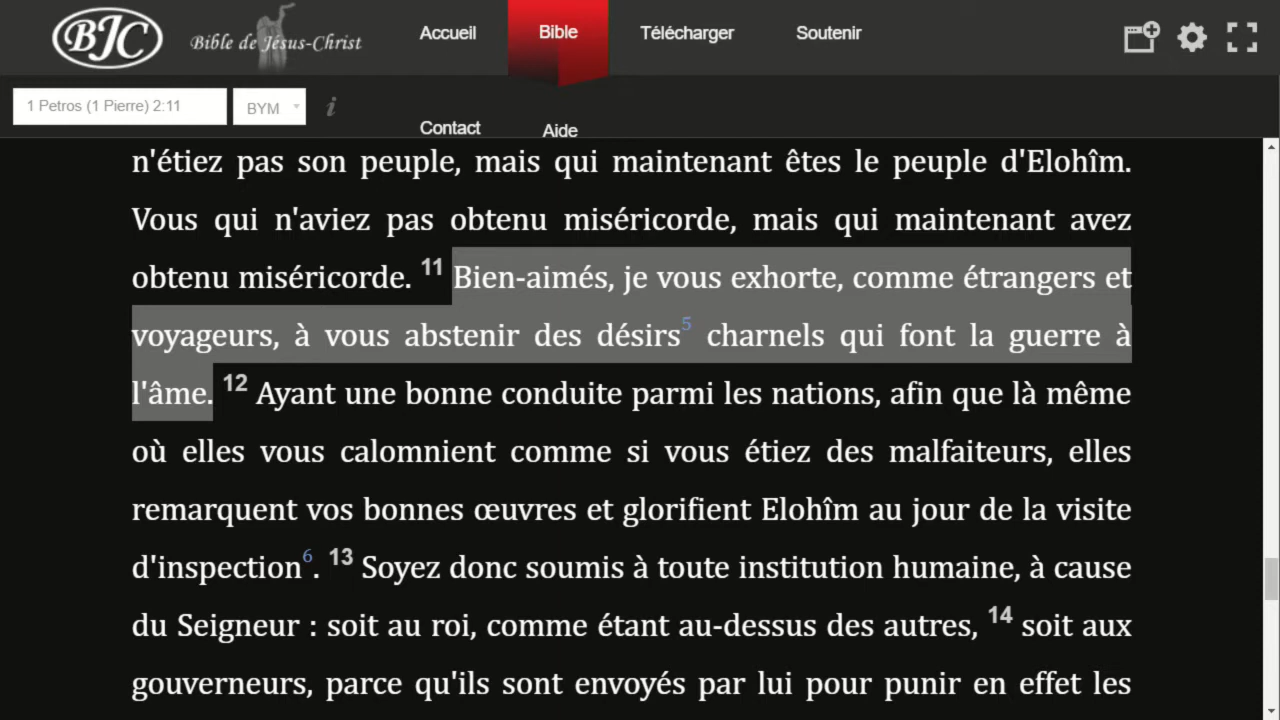 BJC
Bible de Jésus-Christ
Accueil
Bible
Télécharger
Soutenir
1 Petros (1 Pierre) 2:11
BYM
i
Contact
Aide
n'étiez pas son peuple, mais qui maintenant êtes le peuple d'Elohîm.
Vous qui n'aviez pas obtenu miséricorde, mais qui maintenant avez
obtenu miséricorde. 11 Bien-aimés, je vous exhorte, comme étrangers et
voyageurs, à vous abstenir des désirs5 charnels qui font la guerre à
l'âme. 12 Ayant une bonne conduite parmi les nations, afin que là même
où elles vous calomnient comme si vous étiez des malfaiteurs, elles
remarquent vos bonnes œuvres et glorifient Elohîm au jour de la visite
d'inspection6. 13 Soyez donc soumis à toute institution humaine, à cause
du Seigneur : soit au roi, comme étant au-dessus des autres, 14 soit aux
gouverneurs, parce qu'ils sont envoyés par lui pour punir en effet les